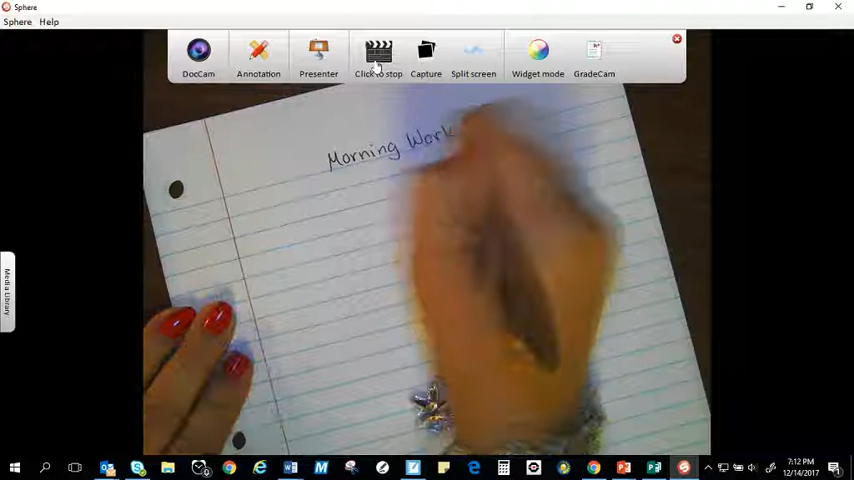 Sphere
Sphere Help
DocCam Annotation Presenter Click to stop Capture Split screen Widget mode GradeCam
Morning Work
Media Library
7:12 PM
12/14/2017